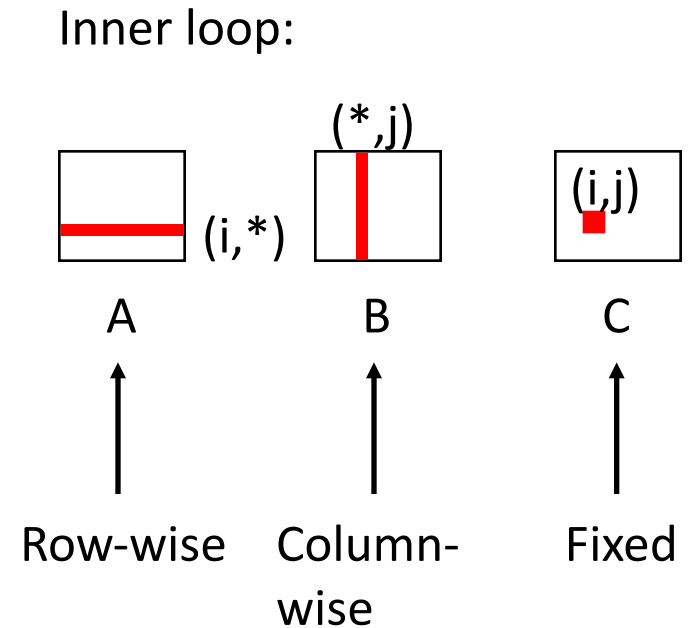 Inner loop:
(*,j)
(i,j)
(i,*)
A B C
Row-wise Column- Fixed
wise